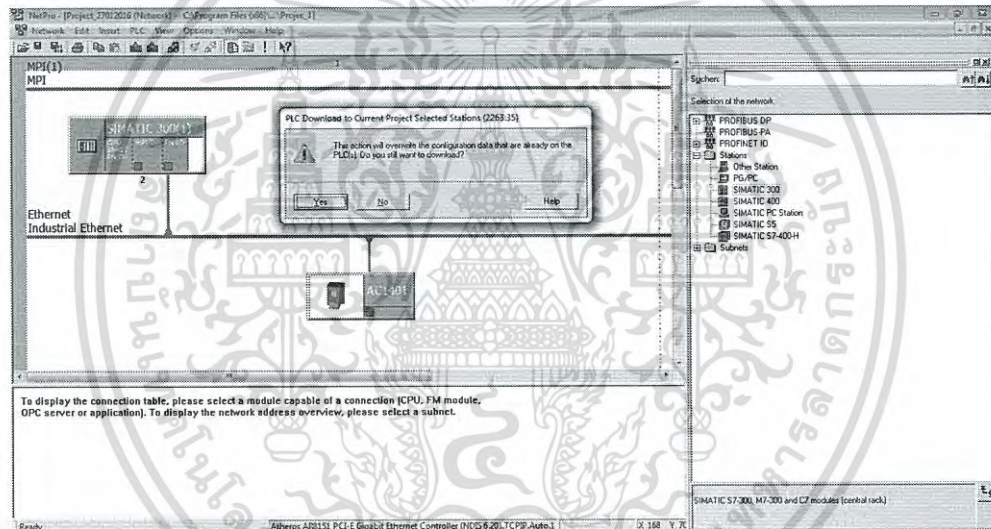 NetPro - [Project_27012016 (Network) - C:\Program Files (x86)\...\Projet_1]
Network Edit Insert PLC View Options Window Help
MPI(1)
MPI
1
SIMATIC 300(1)
2
Ethernet
Industrial Ethernet
AC1401
PLC Download to Current Project Selected Stations (2263:35)
This action will overwrite the configuration data that are already on the
PLC(s). Do you still want to download?
Yes
No
Help
Suchen:
Selection of the network
PROFIBUS DP
PROFIBUS-PA
PROFINET IO
Stations
Other Station
PG/PC
SIMATIC 300
SIMATIC 400
SIMATIC PC Station
SIMATIC S5
SIMATIC S7-400-H
Subnets
To display the connection table, please select a module capable of a connection (CPU, FM module,
OPC server or application). To display the network address overview, please select a subnet.
SIMATIC S7-300, M7-300 and C7 modules (central rack)
Ready
Atheros AR8151 PCI-E Gigabit Ethernet Controller (NDIS 6.20).TCPIP.Auto.1
X 168